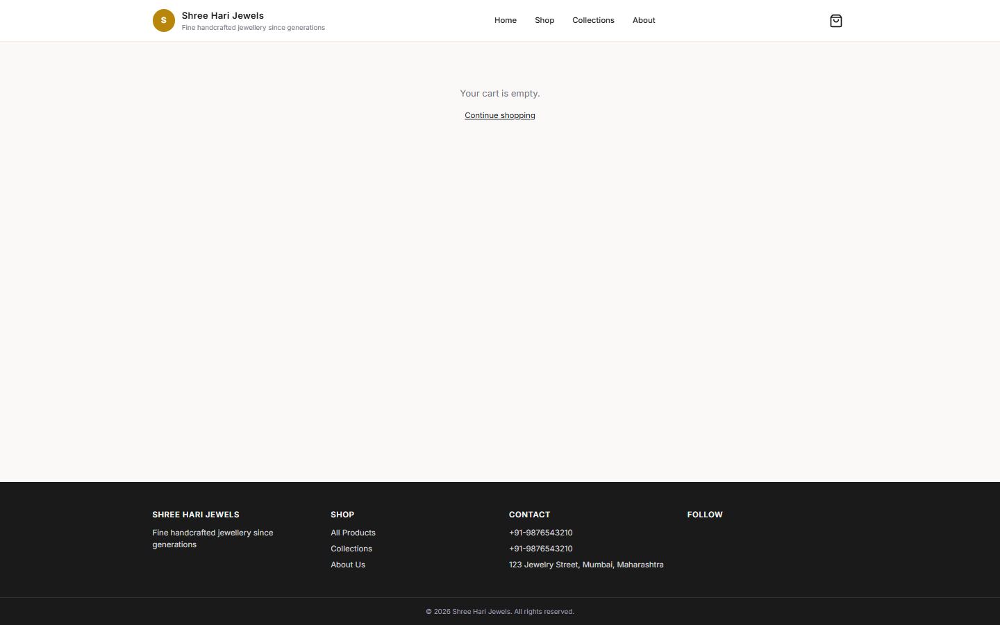 S
Shree Hari Jewels
Fine handcrafted jewellery since generations
Home
Shop
Collections
About
Your cart is empty.
Continue shopping
SHREE HARI JEWELS
Fine handcrafted jewellery since
generations
SHOP
All Products
Collections
About Us
CONTACT
+91-9876543210
+91-9876543210
123 Jewelry Street, Mumbai, Maharashtra
FOLLOW
© 2026 Shree Hari Jewels. All rights reserved.